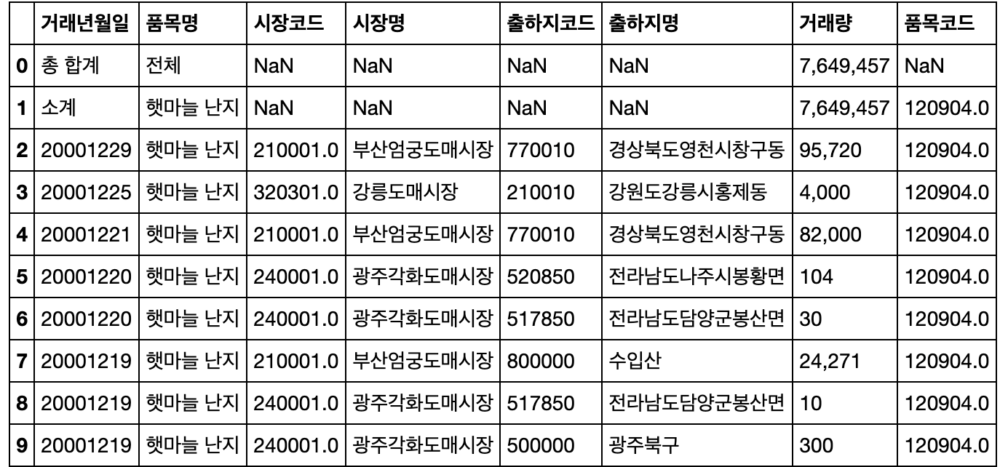 거래년월일 품목명 시장코드 시장명 출하지코드 출하지명 거래량 품목코드
0 총 합계 전체 NaN NaN NaN NaN 7,649,457 NaN
1 소계 햇마늘 난지 NaN NaN NaN NaN 7,649,457 120904.0
2 20001229 햇마늘 난지 210001.0 부산엄궁도매시장 770010 경상북도영천시창구동 95,720 120904.0
3 20001225 햇마늘 난지 320301.0 강릉도매시장 210010 강원도강릉시홍제동 4,000 120904.0
4 20001221 햇마늘 난지 210001.0 부산엄궁도매시장 770010 경상북도영천시창구동 82,000 120904.0
5 20001220 햇마늘 난지 240001.0 광주각화도매시장 520850 전라남도나주시봉황면 104 120904.0
6 20001220 햇마늘 난지 240001.0 광주각화도매시장 517850 전라남도담양군봉산면 30 120904.0
7 20001219 햇마늘 난지 210001.0 부산엄궁도매시장 800000 수입산 24,271 120904.0
8 20001219 햇마늘 난지 240001.0 광주각화도매시장 517850 전라남도담양군봉산면 10 120904.0
9 20001219 햇마늘 난지 240001.0 광주각화도매시장 500000 광주북구 300 120904.0